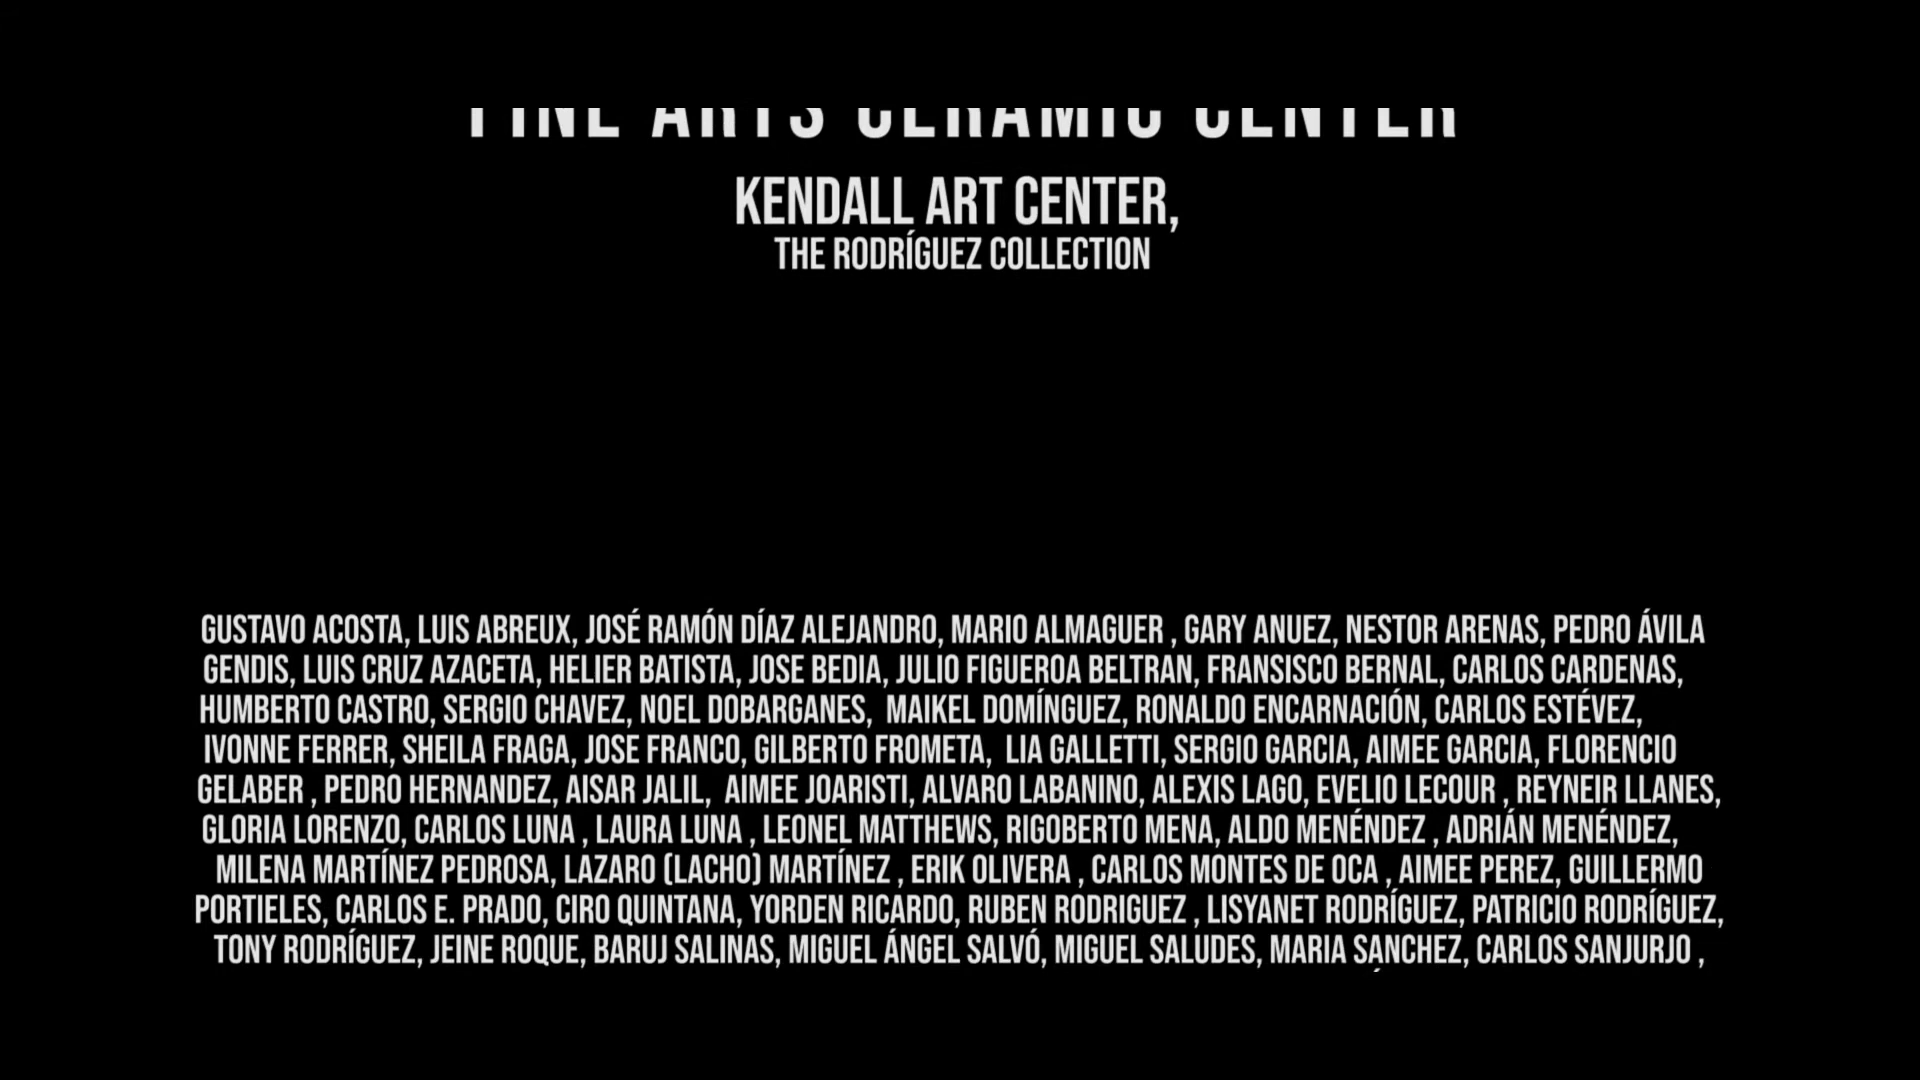 FINE ARTS CERAMIC CENTER
KENDALL ART CENTER,
THE RODRÍGUEZ COLLECTION
GUSTAVO ACOSTA, LUIS ABREUX, JOSÉ RAMÓN DÍAZ ALEJANDRO, MARIO ALMAGUER , GARY ANUEZ, NESTOR ARENAS, PEDRO ÁVILA
GENDIS, LUIS CRUZ AZACETA, HELIER BATISTA, JOSE BEDIA, JULIO FIGUEROA BELTRAN, FRANSISCO BERNAL, CARLOS CARDENAS,
HUMBERTO CASTRO, SERGIO CHAVEZ, NOEL DOBARGANES, MAIKEL DOMÍNGUEZ, RONALDO ENCARNACIÓN, CARLOS ESTÉVEZ,
IVONNE FERRER, SHEILA FRAGA, JOSE FRANCO, GILBERTO FROMETA, LIA GALLETTI, SERGIO GARCIA, AIMEE GARCIA, FLORENCIO
GELABER , PEDRO HERNANDEZ, AISAR JALIL, AIMEE JOARISTI, ALVARO LABANINO, ALEXIS LAGO, EVELIO LECOUR , REYNEIR LLANES,
GLORIA LORENZO, CARLOS LUNA , LAURA LUNA , LEONEL MATTHEWS, RIGOBERTO MENA, ALDO MENÉNDEZ , ADRIÁN MENÉNDEZ,
MILENA MARTÍNEZ PEDROSA, LAZARO (LACHO) MARTÍNEZ , ERIK OLIVERA , CARLOS MONTES DE OCA , AIMEE PEREZ, GUILLERMO
PORTIELES, CARLOS E. PRADO, CIRO QUINTANA, YORDEN RICARDO, RUBEN RODRIGUEZ , LISYANET RODRÍGUEZ, PATRICIO RODRÍGUEZ,
TONY RODRÍGUEZ, JEINE ROQUE, BARUJ SALINAS, MIGUEL ÁNGEL SALVÓ, MIGUEL SALUDES, MARIA SANCHEZ, CARLOS SANJURJO ,